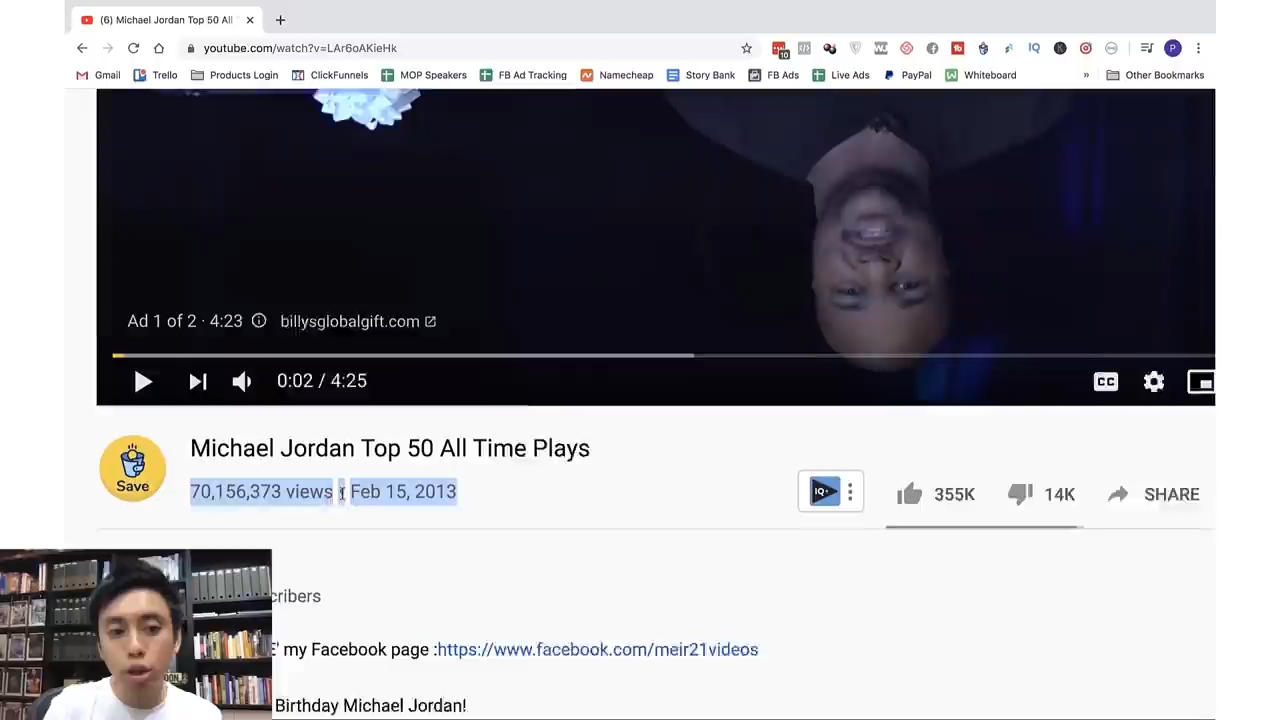 (6) Michael Jordan Top 50 All
youtube.com/watch?v=LAr6oAKieHk
10
IQ
K
P
Gmail Trello Products Login ClickFunnels MOP Speakers FB Ad Tracking Namecheap Story Bank FB Ads Live Ads PayPal Whiteboard » Other Bookmarks
Ad 1 of 2 · 4:23 billysglobalgift.com
0:02 / 4:25
CC
Save
Michael Jordan Top 50 All Time Plays
70,156,373 views Feb 15, 2013
IQ
355K
14K
SHARE
cribers
E' my Facebook page :https://www.facebook.com/meir21videos
Birthday Michael Jordan!